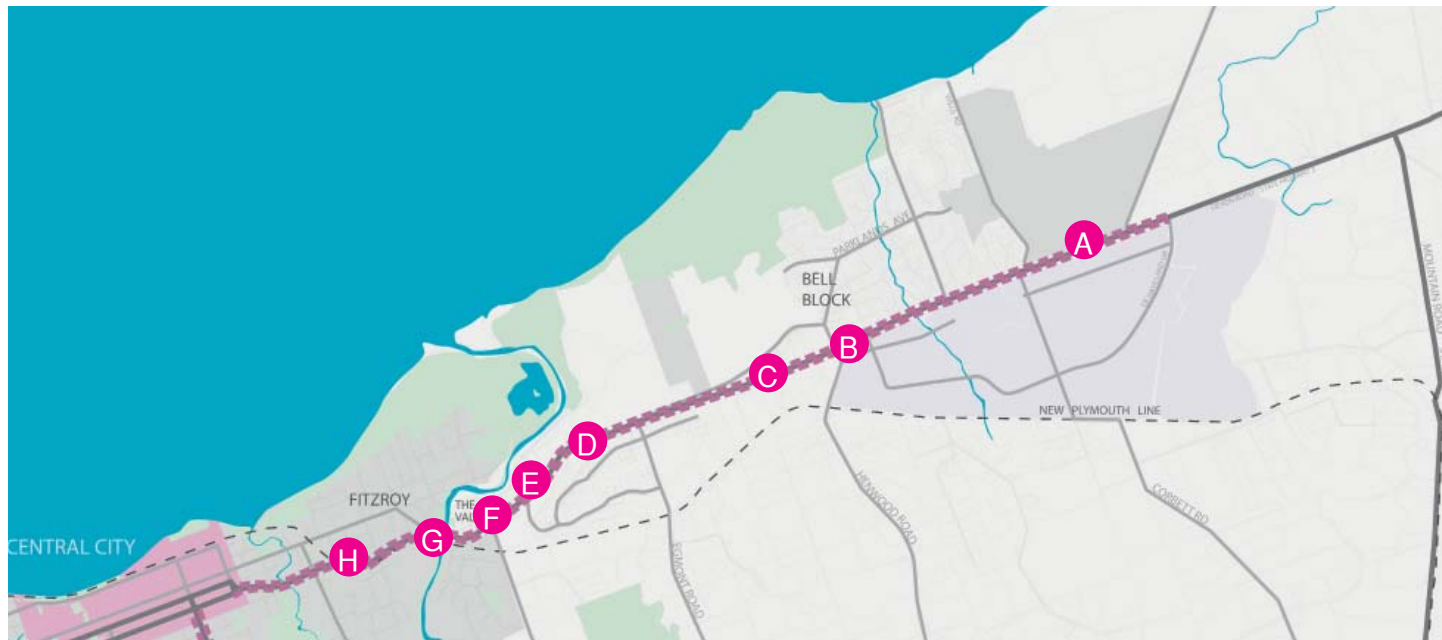 PARKLANDS AVE
A
MOUNTAIN ROAD
BELL
BLOCK
B
C
NEW PLYMOUTH LINE
D
E
FITZROY
THE
VAL
F
G
H
CENTRAL CITY
HENWOOD ROAD
CORBETT RD
EGMONT ROAD